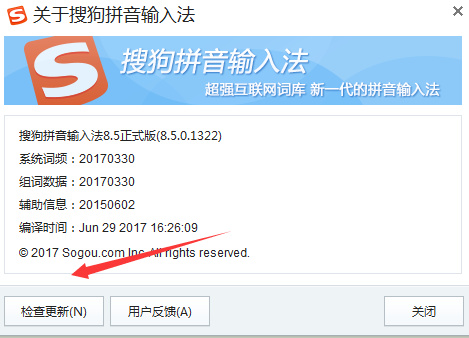 关于搜狗拼音输入法
搜狗拼音输入法
超强互联网词库 新一代的拼音输入法
搜狗拼音输入法8.5正式版(8.5.0.1322)
系统词频：20170330
组词数据：20170330
辅助信息：20150602
编译时间：Jun 29 2017 16:26:09
© 2017 Sogou.com Inc. All rights reserved.
检查更新(N)
用户反馈(A)
关闭